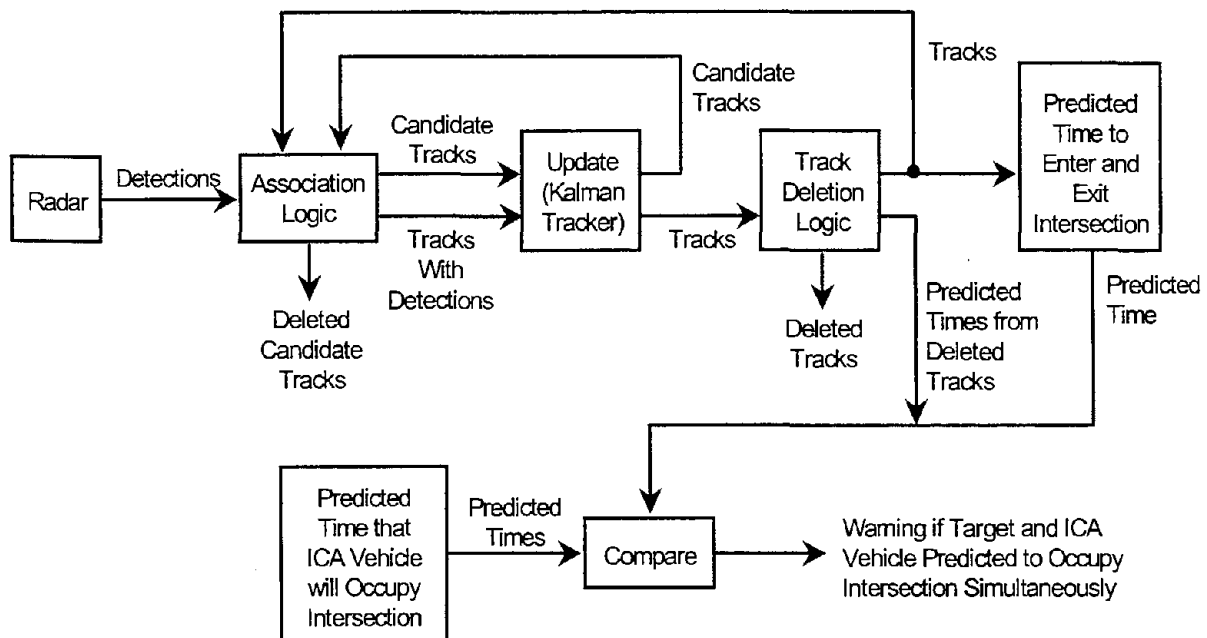 Tracks
Candidate
Tracks
Predicted
Time to
Enter and
Exit
Intersection
Radar
Detections
Association
Logic
Candidate
Tracks
Tracks
With
Detections
Update
(Kalman
Tracker)
Tracks
Track
Deletion
Logic
Deleted
Candidate
Tracks
Deleted
Tracks
Predicted
Times from
Deleted
Tracks
Predicted
Time
Predicted
Time that
ICA Vehicle
will Occupy
Intersection
Predicted
Times
Compare
Warning if Target and ICA
Vehicle Predicted to Occupy
Intersection Simultaneously